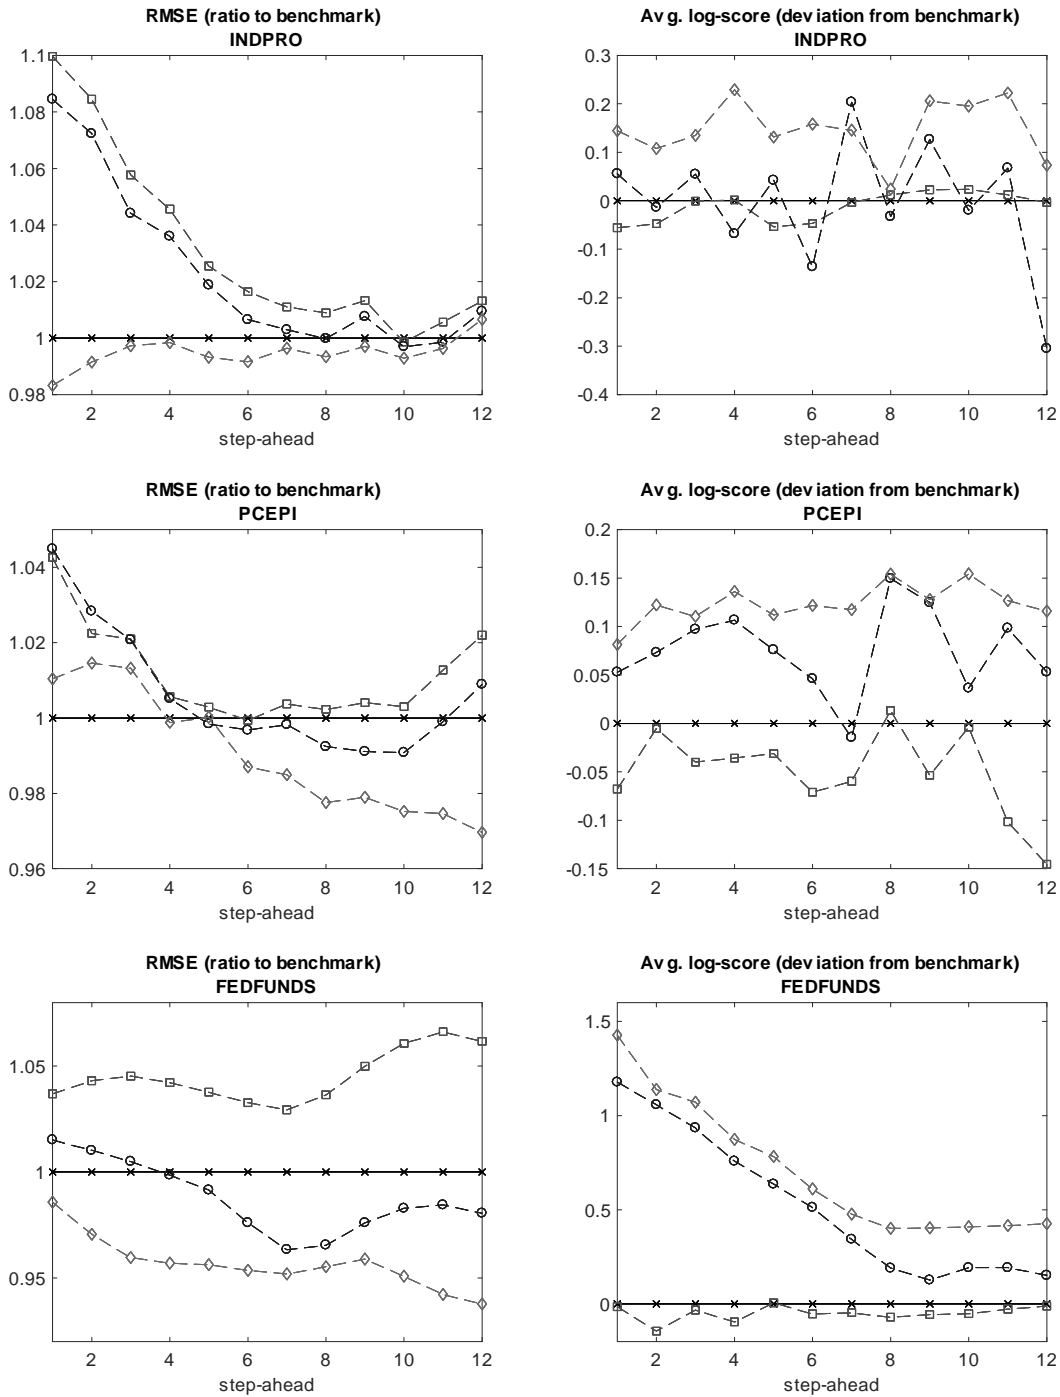 RMSE (ratio to benchmark)
INDPRO
1.1
1.08
1.06
1.04
1.02
1
0.98
2 4 6 8 10 12
step-ahead
Avg. log-score (deviation from benchmark)
INDPRO
0.3
0.2
0.1
0
-0.1
-0.2
-0.3
-0.4
2 4 6 8 10 12
step-ahead
RMSE (ratio to benchmark)
PCEPI
1.04
1.02
1
0.98
0.96
2 4 6 8 10 12
step-ahead
Avg. log-score (deviation from benchmark)
PCEPI
0.2
0.15
0.1
0.05
0
-0.05
-0.1
-0.15
2 4 6 8 10 12
step-ahead
RMSE (ratio to benchmark)
FEDFUNDS
1.05
1
0.95
2 4 6 8 10 12
step-ahead
Avg. log-score (deviation from benchmark)
FEDFUNDS
1.5
1
0.5
0
2 4 6 8 10 12
step-ahead